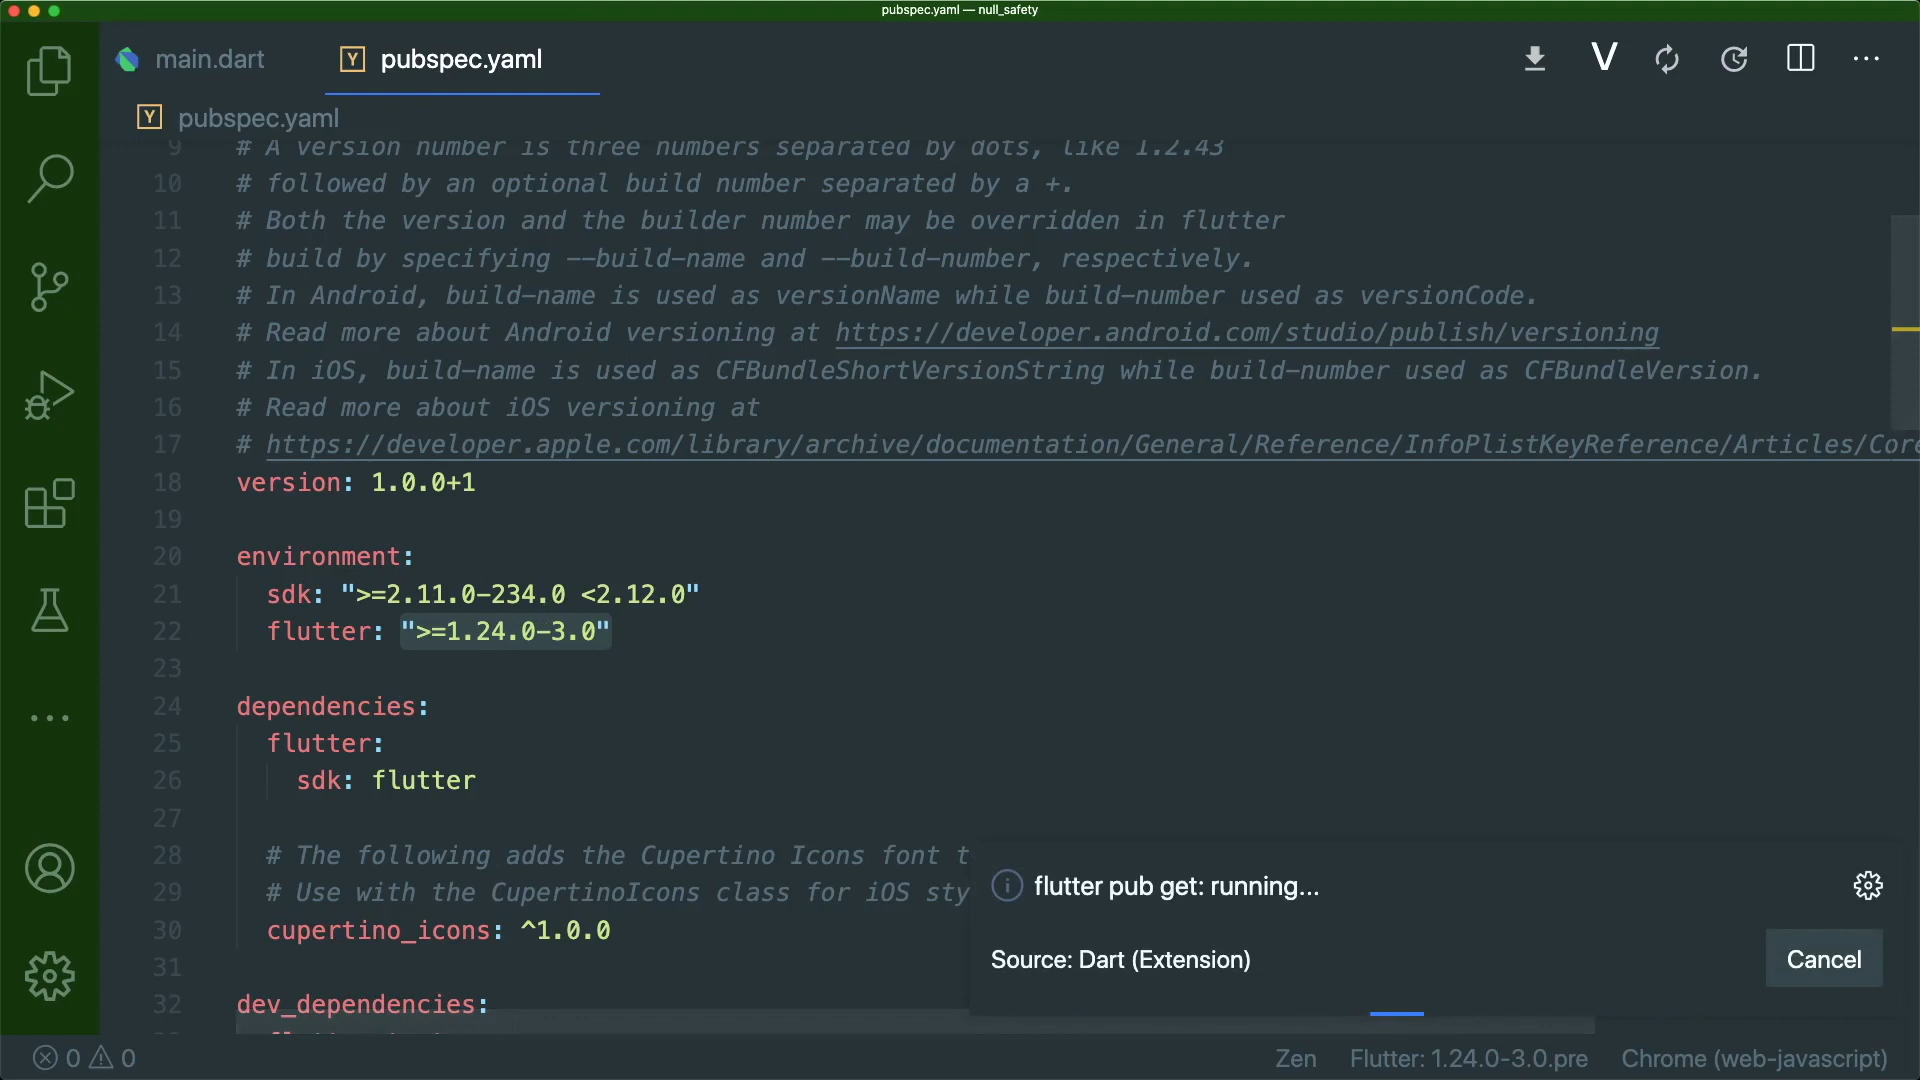 pubspec.yaml — null_safety
main.dart
Y pubspec.yaml
V
Y pubspec.yaml
9 # A version number is three numbers separated by dots, like 1.2.43
10 # followed by an optional build number separated by a +.
11 # Both the version and the builder number may be overridden in flutter
12 # build by specifying --build-name and --build-number, respectively.
13 # In Android, build-name is used as versionName while build-number used as versionCode.
14 # Read more about Android versioning at https://developer.android.com/studio/publish/versioning
15 # In iOS, build-name is used as CFBundleShortVersionString while build-number used as CFBundleVersion.
16 # Read more about iOS versioning at
17 # https://developer.apple.com/library/archive/documentation/General/Reference/InfoPlistKeyReference/Articles/Core
18 version: 1.0.0+1
19
20 environment:
21 sdk: ">=2.11.0-234.0 <2.12.0"
22 flutter: ">=1.24.0-3.0"
23
24 dependencies:
25 flutter:
26 sdk: flutter
27
28 # The following adds the Cupertino Icons font t
29 # Use with the CupertinoIcons class for iOS sty
30 cupertino_icons: ^1.0.0
31
32 dev_dependencies:
flutter pub get: running...
Source: Dart (Extension)
Cancel
0 0
Zen
Flutter: 1.24.0-3.0.pre
Chrome (web-javascript)